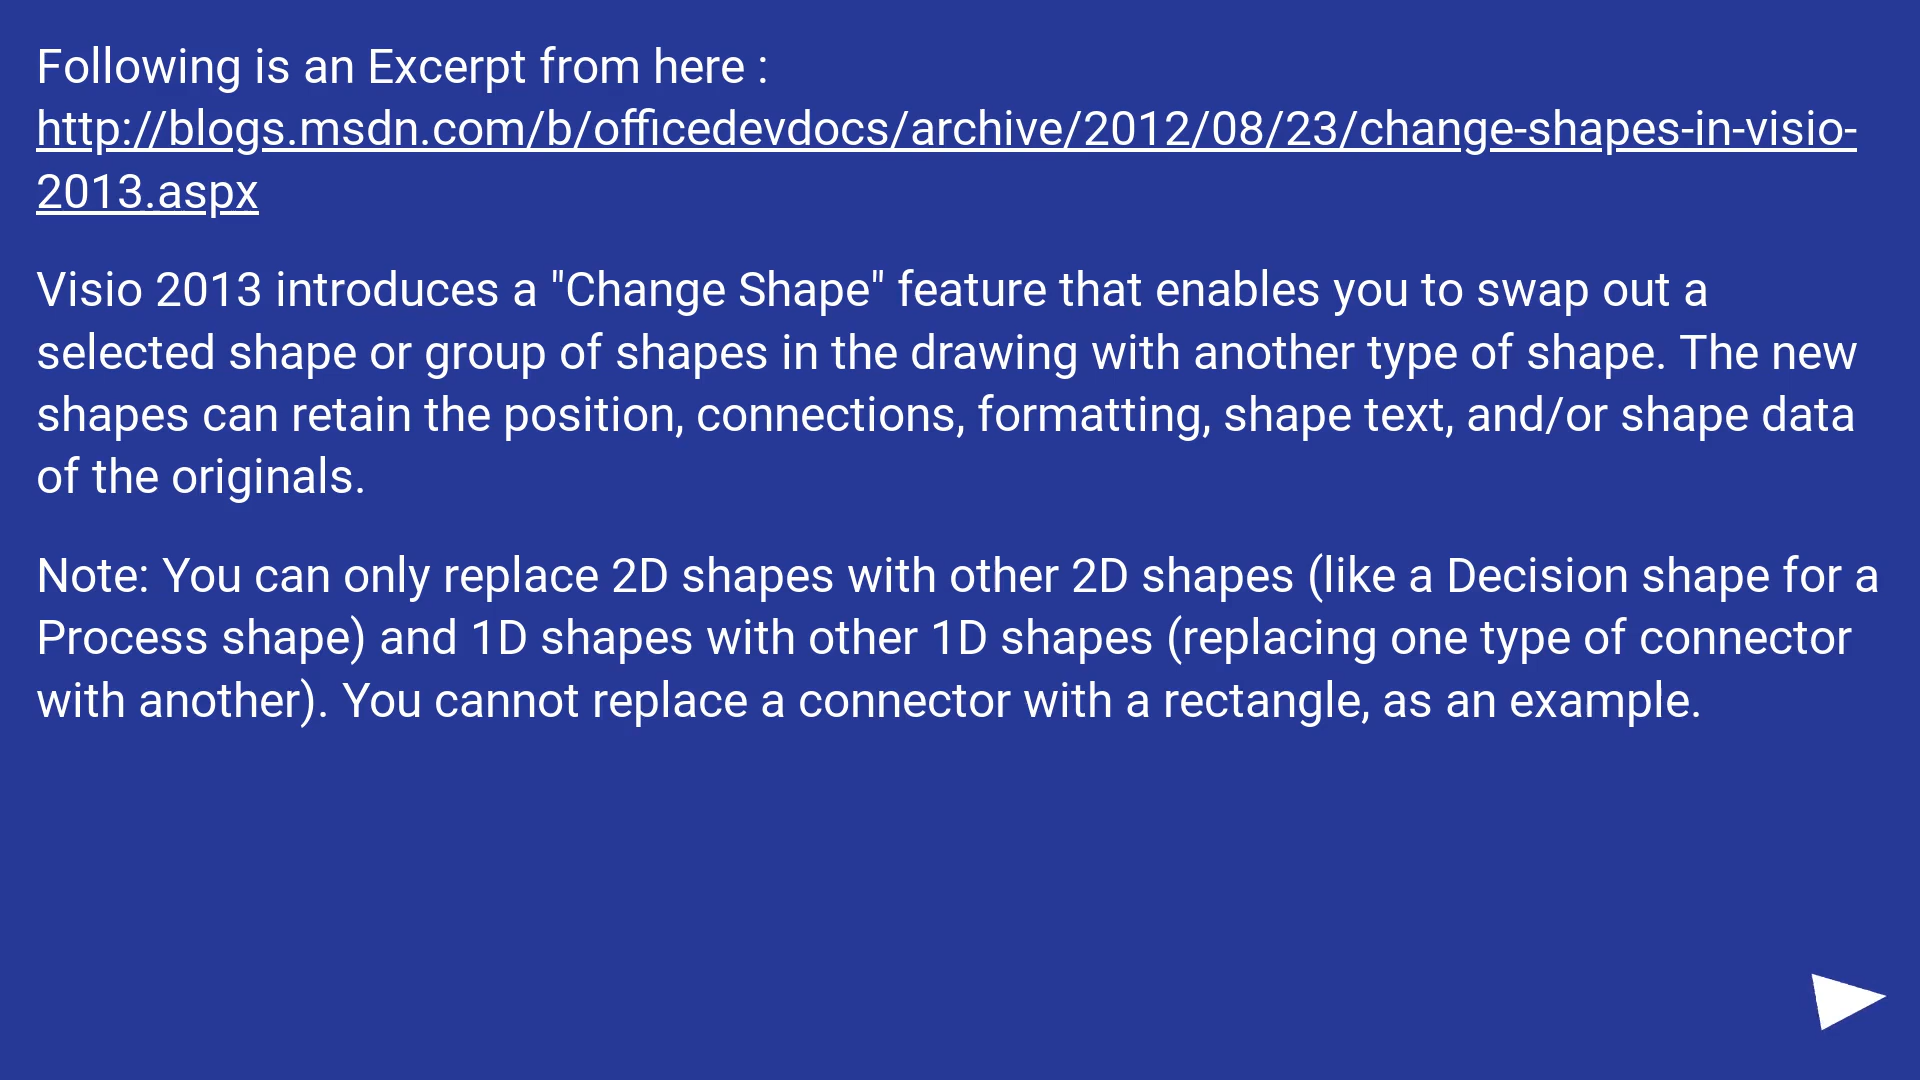 Following is an Excerpt from here :
http://blogs.msdn.com/b/officedevdocs/archive/2012/08/23/change-shapes-in-visio-
2013.aspx
Visio 2013 introduces a "Change Shape" feature that enables you to swap out a
selected shape or group of shapes in the drawing with another type of shape. The new
shapes can retain the position, connections, formatting, shape text, and/or shape data
of the originals.
Note: You can only replace 2D shapes with other 2D shapes (like a Decision shape for a
Process shape) and 1D shapes with other 1D shapes (replacing one type of connector
with another). You cannot replace a connector with a rectangle, as an example.